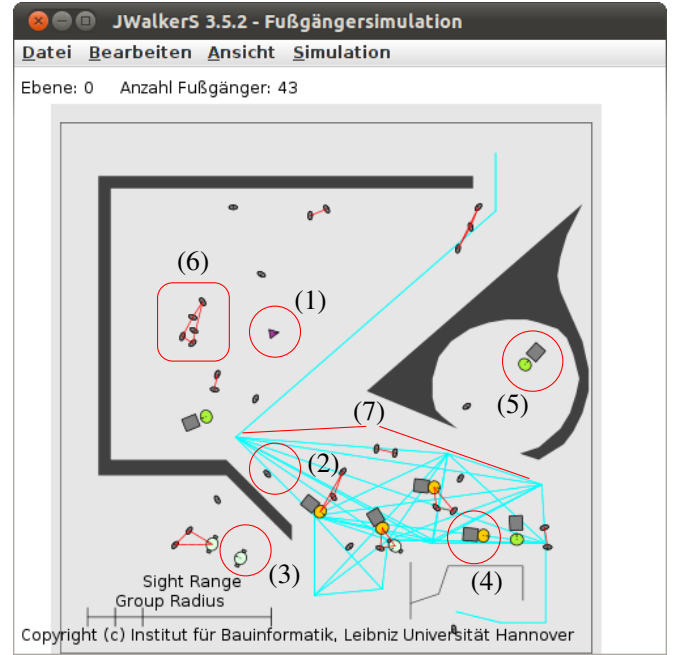 JWalkerS 3.5.2 - Fußgängersimulation
Datei Bearbeiten Ansicht Simulation
Ebene: 0 Anzahl Fußgänger: 43
(6)
(1)
(5)
(7)
(2)
(3)
(4)
Sight Range
Group Radius
Copyright (c) Institut für Bauinformatik, Leibniz Universität Hannover